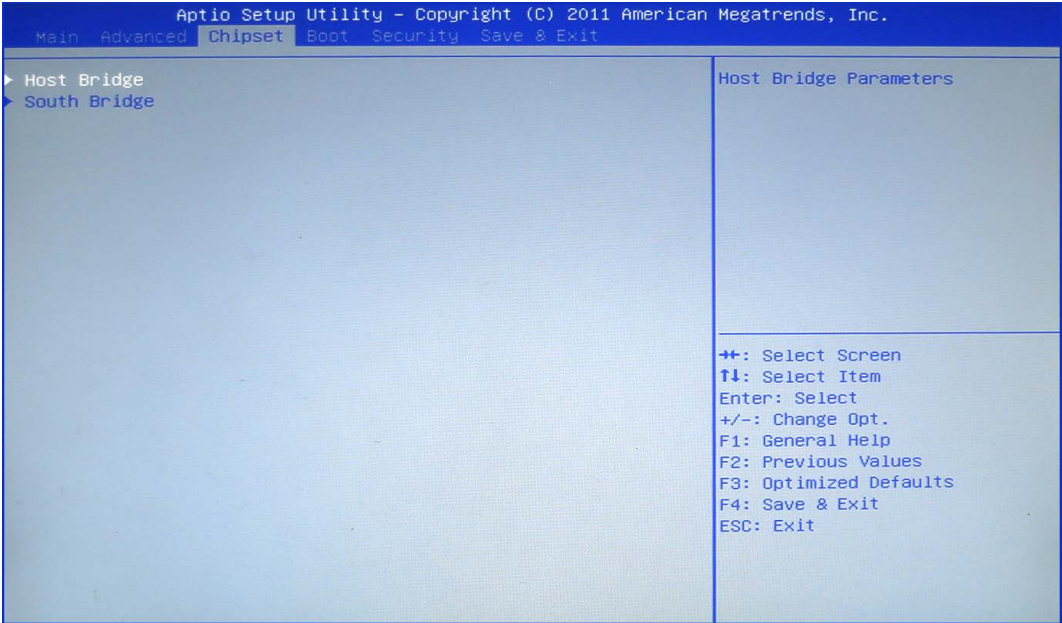 Aptio Setup Utility – Copyright (C) 2011 American Megatrends, Inc.
Main Advanced Chipset Boot Security Save & Exit
▶ Host Bridge
▶ South Bridge
Host Bridge Parameters
→←: Select Screen
↑↓: Select Item
Enter: Select
+/-: Change Opt.
F1: General Help
F2: Previous Values
F3: Optimized Defaults
F4: Save & Exit
ESC: Exit